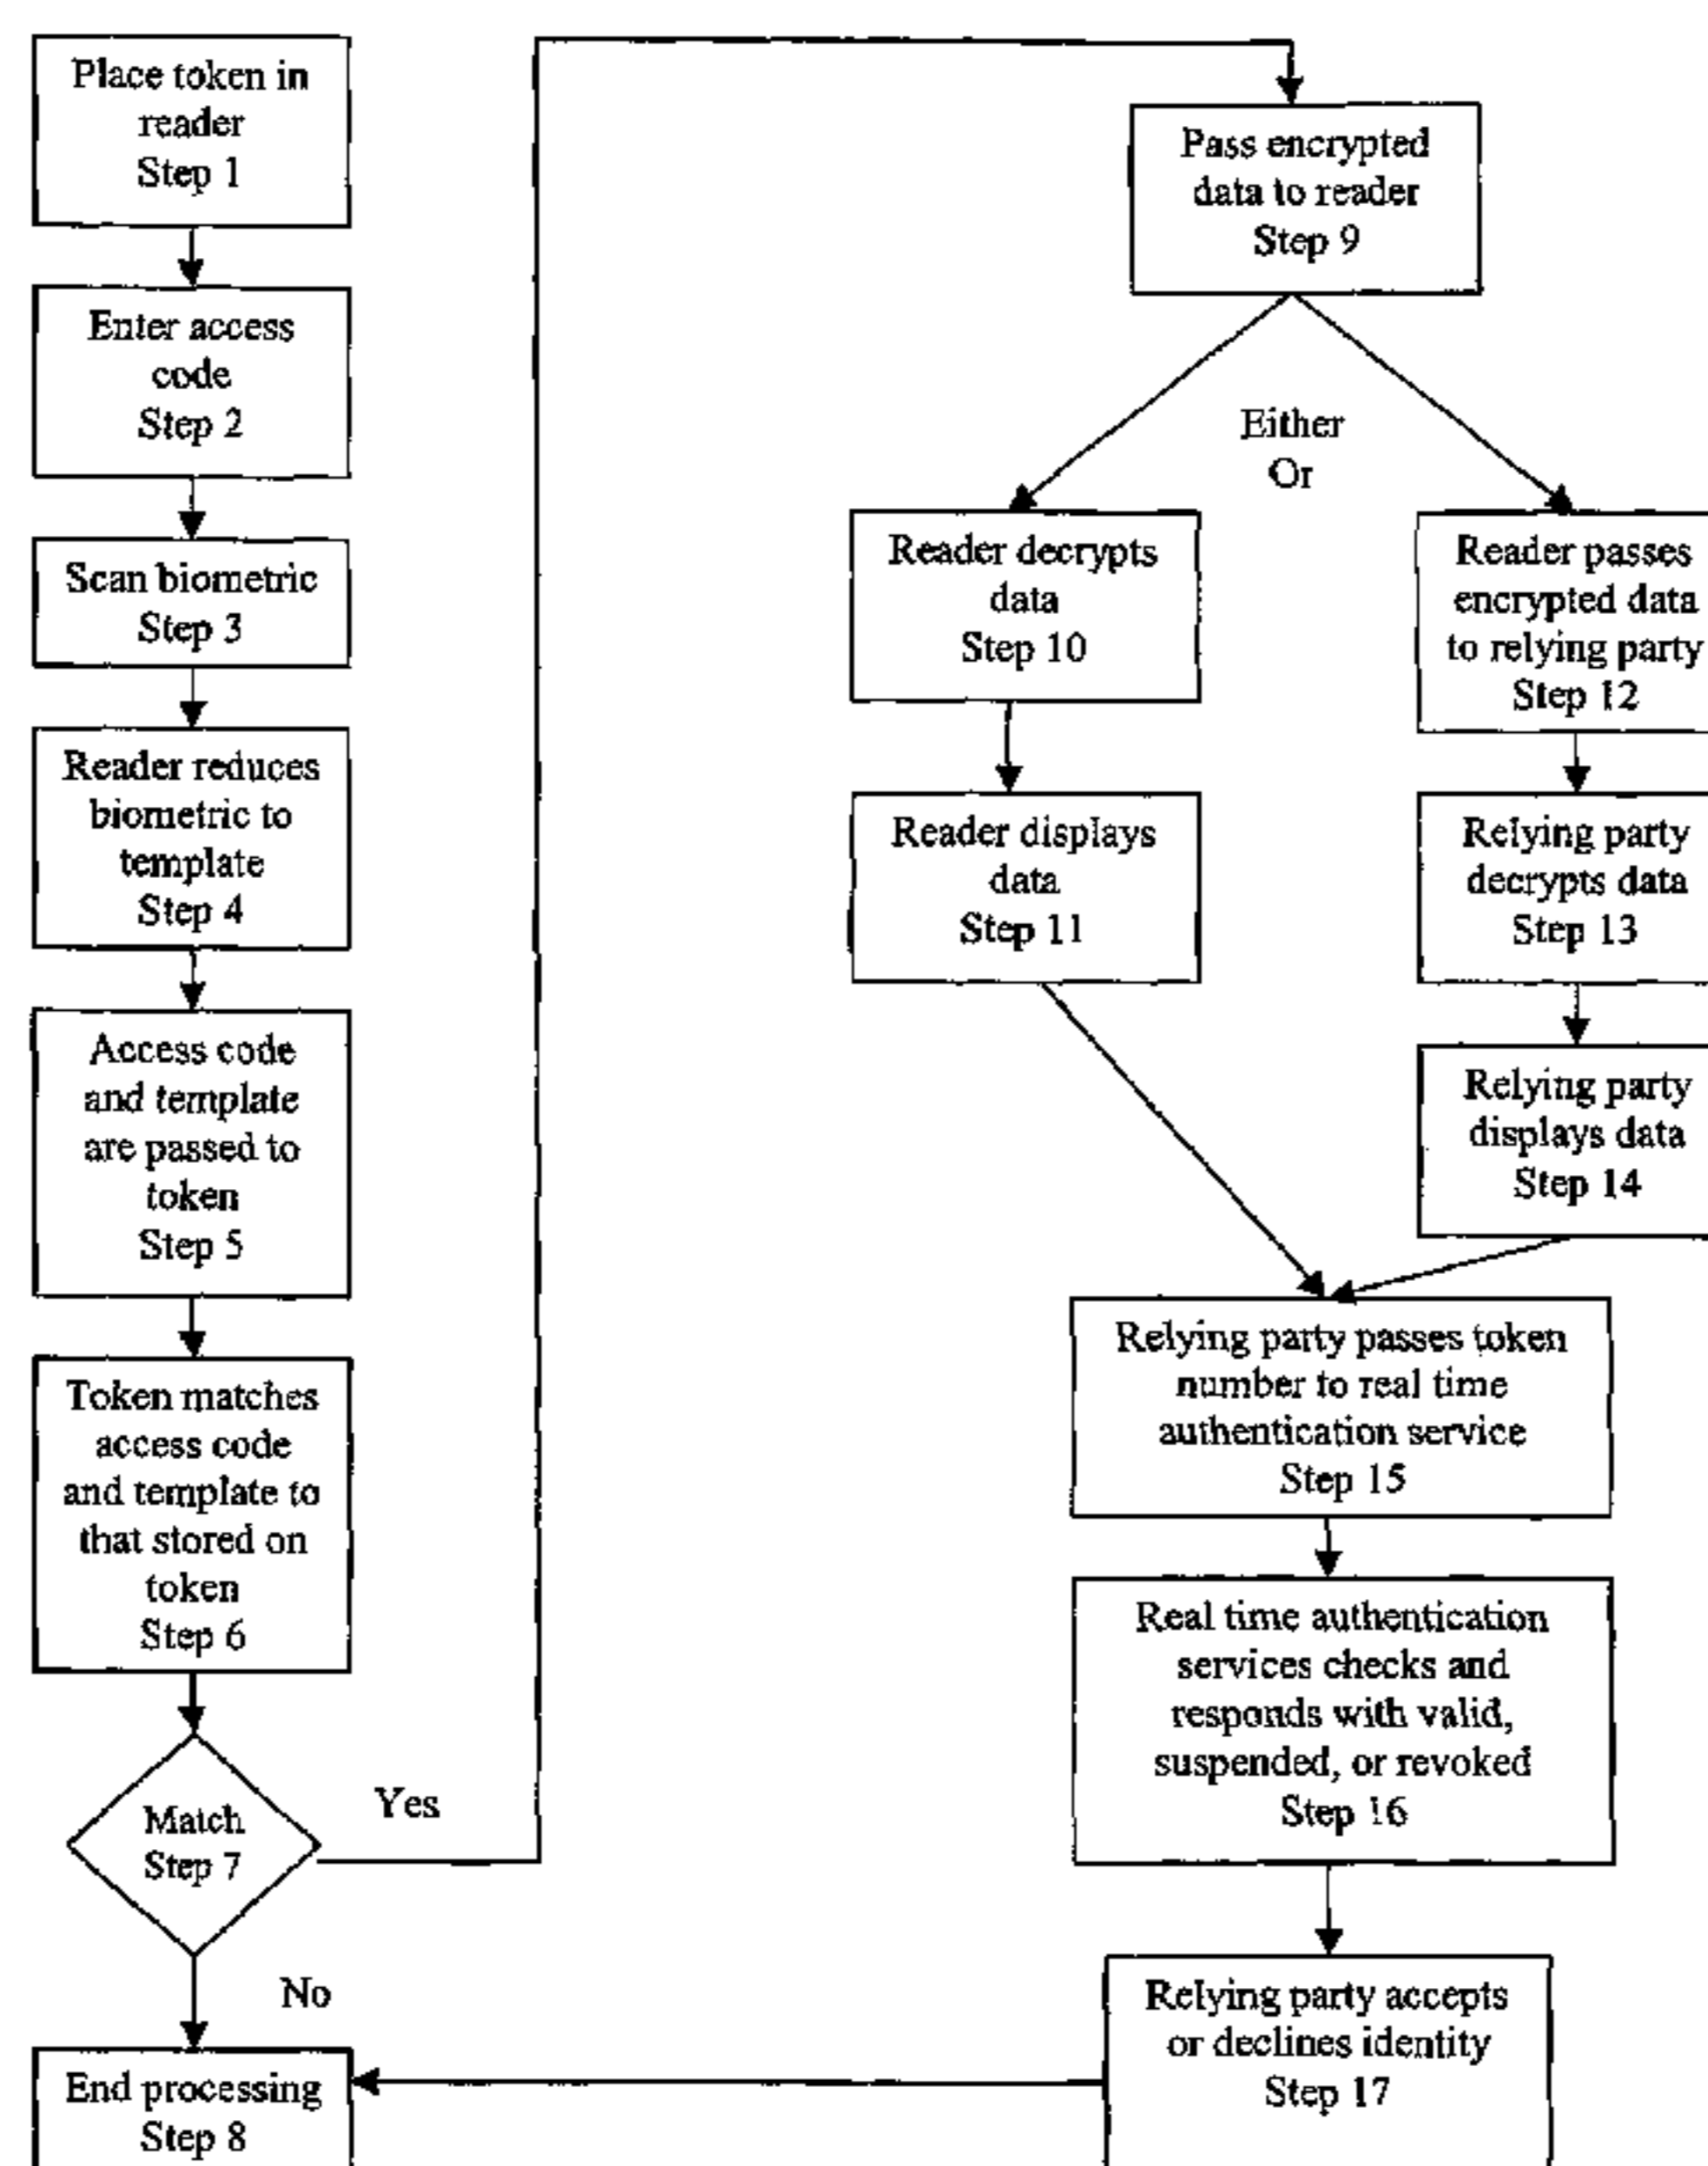 Place token in
reader
Step 1
Enter access
code
Step 2
Scan biometric
Step 3
Reader reduces
biometric to
template
Step 4
Access code
and template
are passed to
token
Step 5
Token matches
access code
and template to
that stored on
token
Step 6
Match
Step 7
Yes
No
End processing
Step 8
Pass encrypted
data to reader
Step 9
Either
Or
Reader decrypts
data
Step 10
Reader displays
data
Step 11
Reader passes
encrypted data
to relying party
Step 12
Relying party
decrypts data
Step 13
Relying party
displays data
Step 14
Relying party passes token
number to real time
authentication service
Step 15
Real time authentication
services checks and
responds with valid,
suspended, or revoked
Step 16
Relying party accepts
or declines identity
Step 17